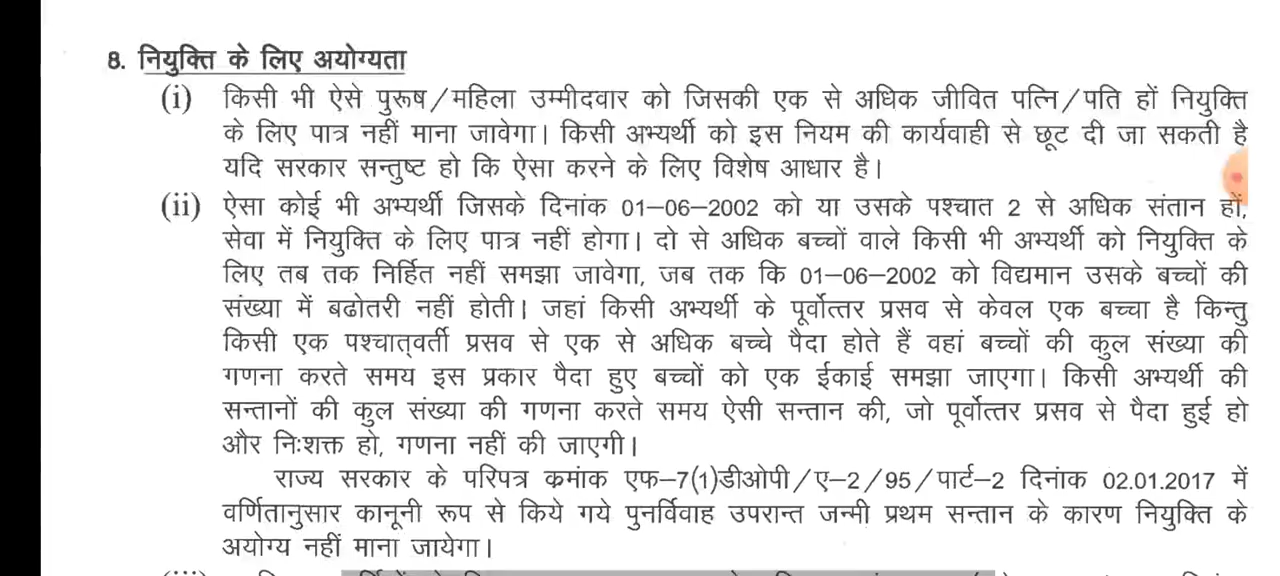 8. नियुक्ति के लिए अयोग्यता
(i) किसी भी ऐसे पुरूष/महिला उम्मीदवार को जिसकी एक से अधिक जीवित पत्नि/पति हों नियुक्ति
के लिए पात्र नहीं माना जावेगा। किसी अभ्यर्थी को इस नियम की कार्यवाही से छूट दी जा सकती है
यदि सरकार सन्तुष्ट हो कि ऐसा करने के लिए विशेष आधार है।
(ii) ऐसा कोई भी अभ्यर्थी जिसके दिनांक 01-06-2002 को या उसके पश्चात 2 से अधिक संतान हों,
सेवा में नियुक्ति के लिए पात्र नहीं होगा। दो से अधिक बच्चों वाले किसी भी अभ्यर्थी को नियुक्ति के
लिए तब तक निर्हित नहीं समझा जावेगा, जब तक कि 01-06-2002 को विद्यमान उसके बच्चों की
संख्या में बढोतरी नहीं होती। जहां किसी अभ्यर्थी के पूर्वोत्तर प्रसव से केवल एक बच्चा है किन्तु
किसी एक पश्चात्वर्ती प्रसव से एक से अधिक बच्चे पैदा होते हैं वहां बच्चों की कुल संख्या की
गणना करते समय इस प्रकार पैदा हुए बच्चों को एक ईकाई समझा जाएगा। किसी अभ्यर्थी की
सन्तानों की कुल संख्या की गणना करते समय ऐसी सन्तान की, जो पूर्वोत्तर प्रसव से पैदा हुई हो
और निःशक्त हो, गणना नहीं की जाएगी।
राज्य सरकार के परिपत्र क्रमांक एफ-7(1)डीओपी/ए-2/95/पार्ट-2 दिनांक 02.01.2017 में
वर्णितानुसार कानूनी रूप से किये गये पुनर्विवाह उपरान्त जन्मी प्रथम सन्तान के कारण नियुक्ति के
अयोग्य नहीं माना जायेगा।